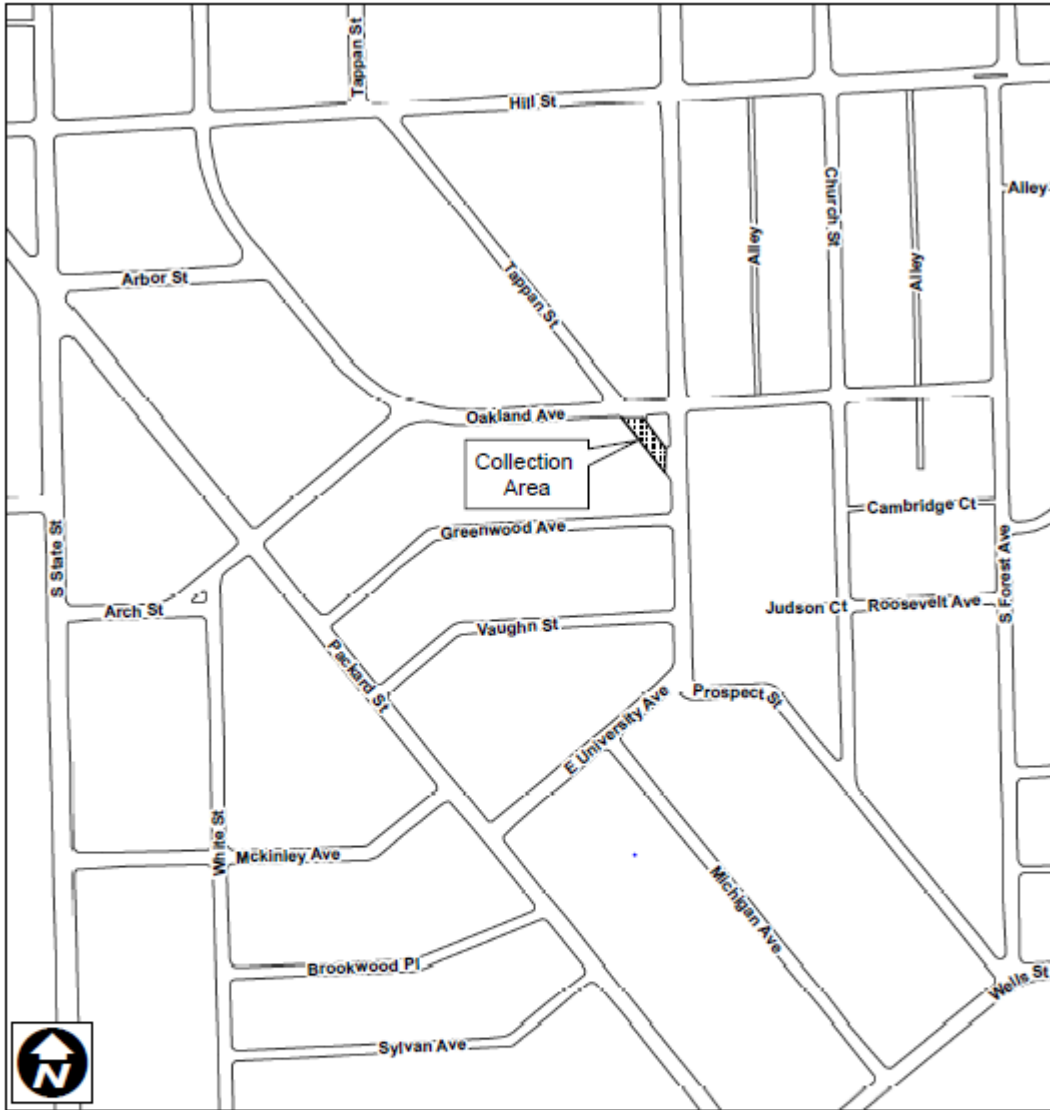 Tappan St
Hill St
Alley
Church St
Alley
Alley
Arbor St
Tappan St
Oakland Ave
Collection
Area
Cambridge Ct
Greenwood Ave
S State St
S Forest Ave
Arch St
Judson Ct
Roosevelt Ave
Vaughn St
Packard St
Prospect St
E University Ave
White St
Mckinley Ave
Michigan Ave
Brookwood Pl
Wells St
Sylvan Ave
N